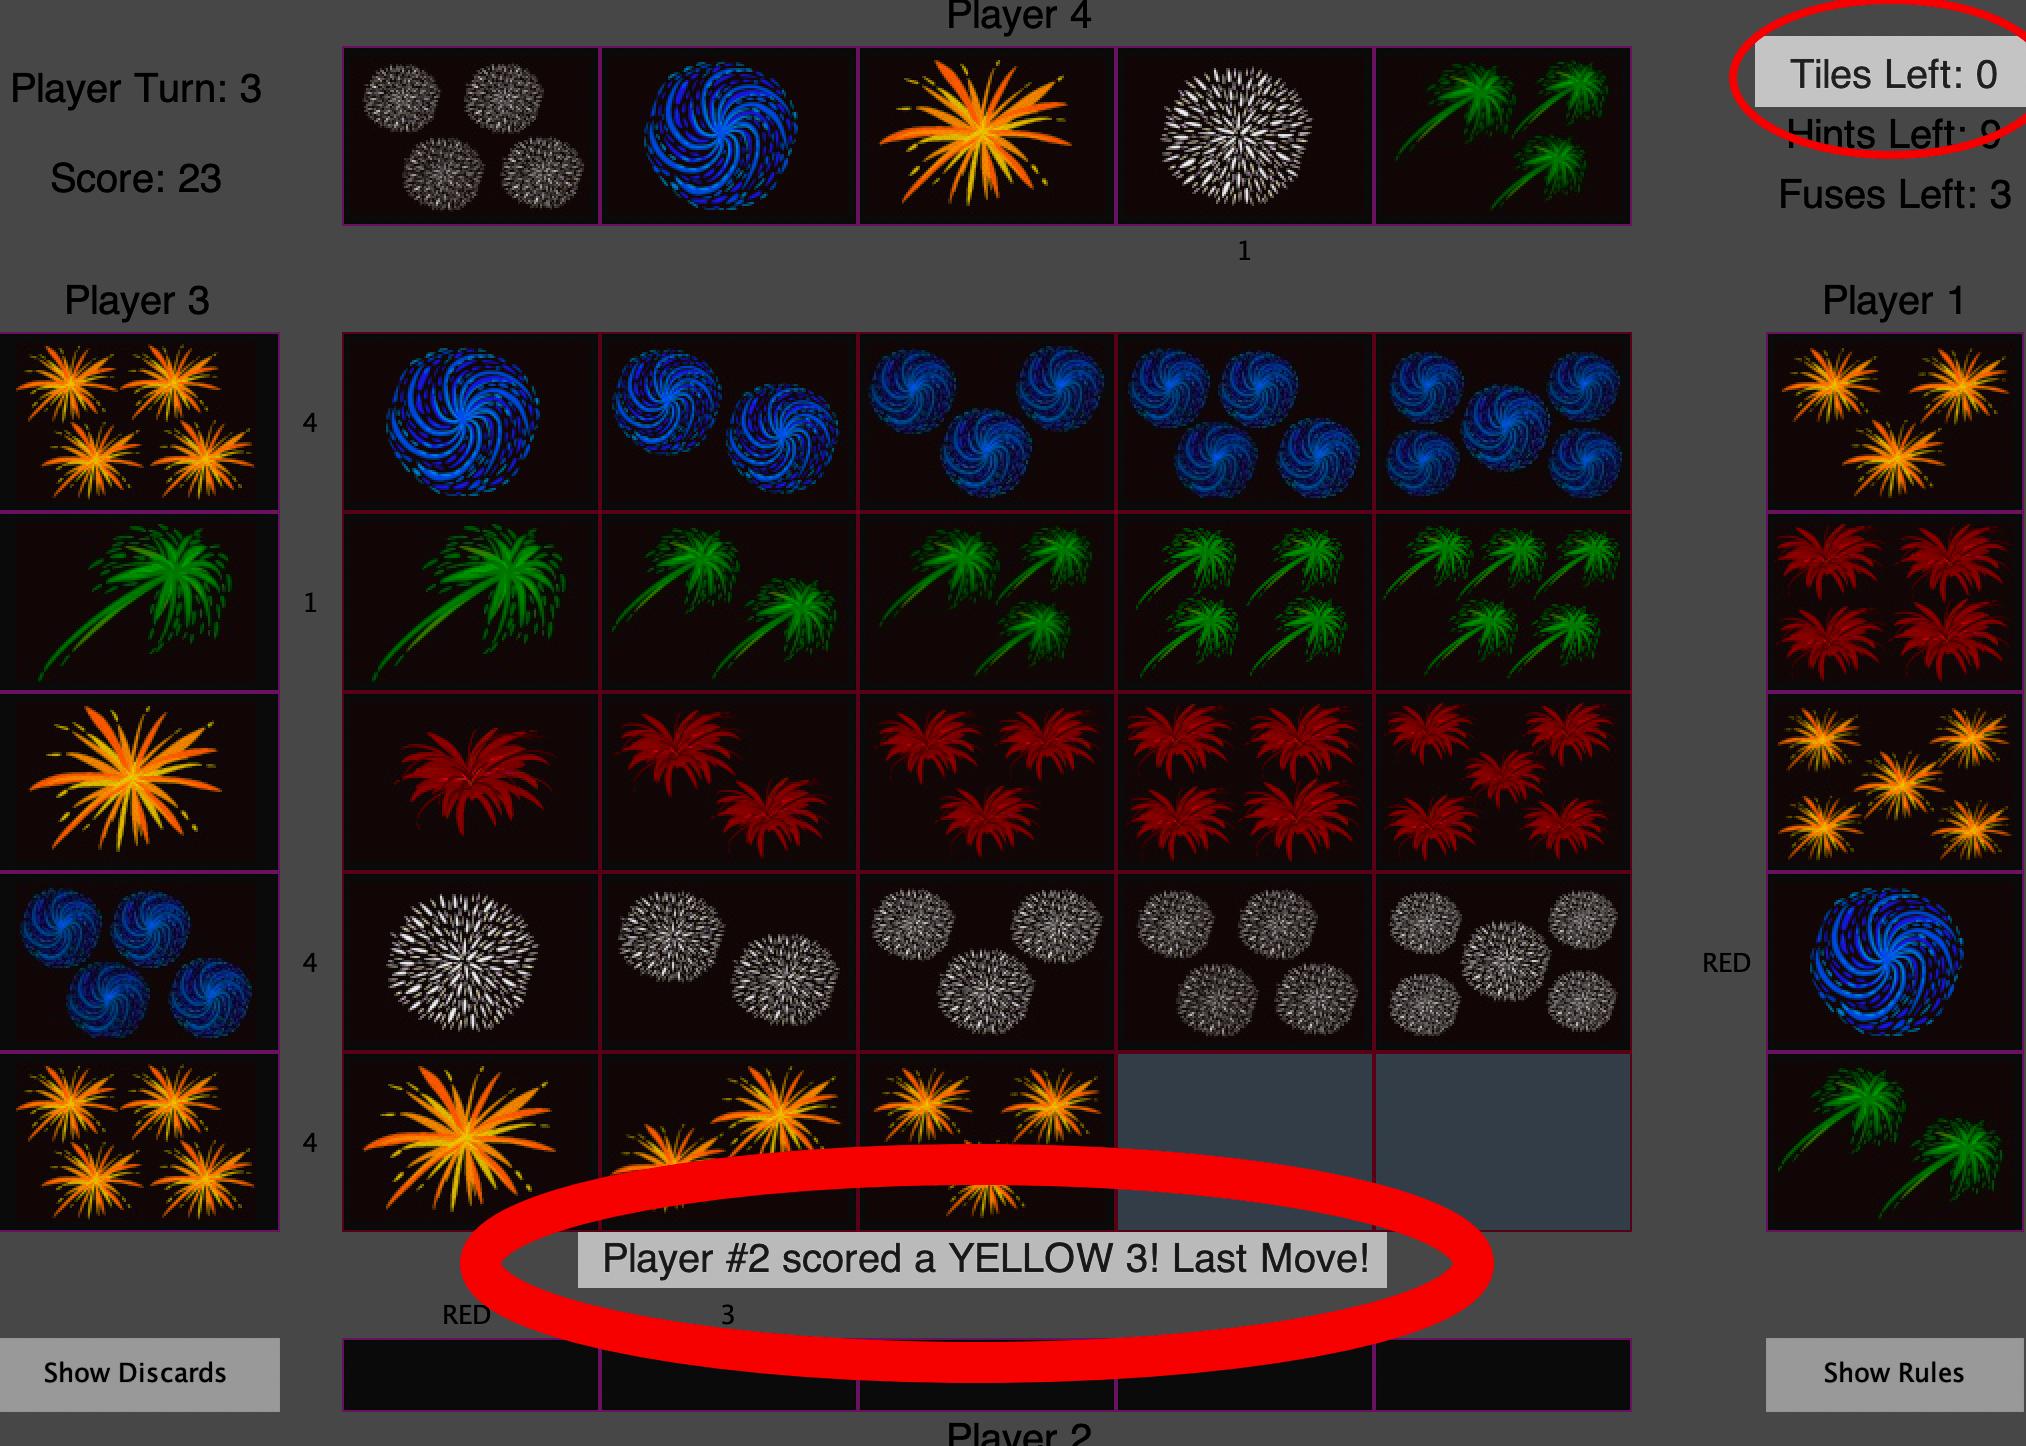 Player 4
Player Turn: 3
Tiles Left: 0
Hints Left: 9
Score: 23
Fuses Left: 3
1
Player 3
Player 1
4
1
4
RED
4
Player #2 scored a YELLOW 3! Last Move!
RED
3
Show Discards
Show Rules
Player 2